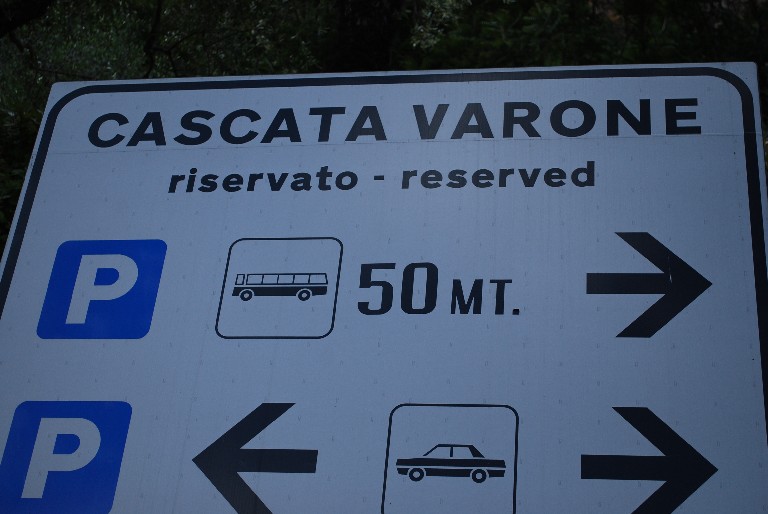 CASCATA VARONE
riservato - reserved
P 50 MT.
P